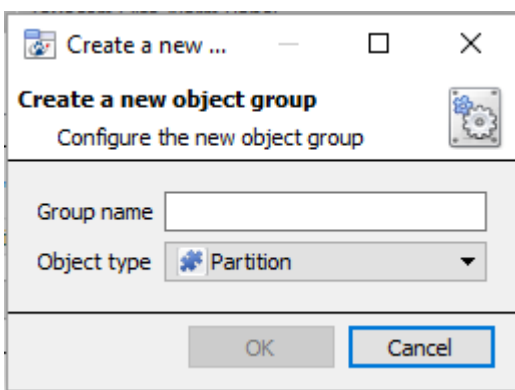 Create a new ...
Create a new object group
Configure the new object group
Group name
Object type Partition
OK Cancel